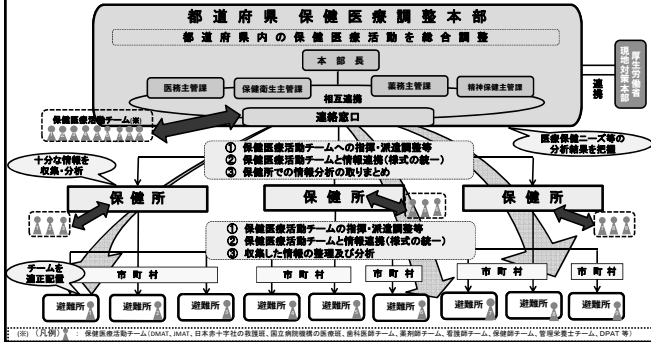 都道府県 保健医療調整本部
都道府県内の保健医療活動を総合調整
本部長
医務主管課
保健衛生主管課
薬務主管課
精神保健主管課
相互連携
連絡窓口
厚生労働省
現地対策本部
連携
保健医療活動チーム(※)
医療保健ニーズ等の
分析結果を把握
十分な情報を
収集・分析
① 保健医療活動チームへの指揮・派遣調整等
② 保健医療活動チームと情報連携(様式の統一)
③ 保健所での情報分析の取りまとめ
保健所
保健所
保健所
① 保健医療活動チームの指揮・派遣調整等
② 保健医療活動チームと情報連携(様式の統一)
③ 収集した情報の整理及び分析
チームを
適正配置
市町村
市町村
市町村
市町村
市町村
避難所
避難所
避難所
避難所
避難所
避難所
避難所
避難所
避難所
(※) (凡例) 保健医療活動チーム(DMAT、JMAT、日本赤十字社の救護班、国立病院機構の医療班、歯科医師チーム、薬剤師チーム、看護師チーム、保健師チーム、管理栄養士チーム、DPAT 等)